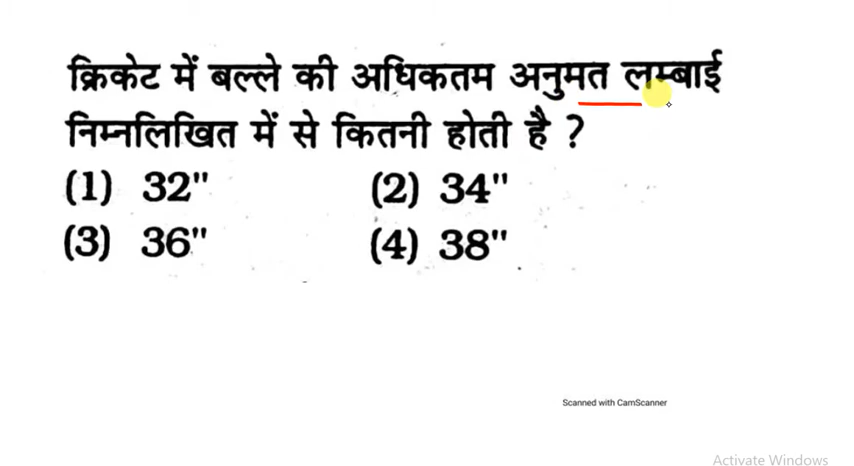 क्रिकेट में बल्ले की अधिकतम अनुमत लम्बाई
निम्नलिखित में से कितनी होती है ?
(1) 32" (2) 34"
(3) 36" (4) 38"
Scanned with CamScanner
Activate Windows